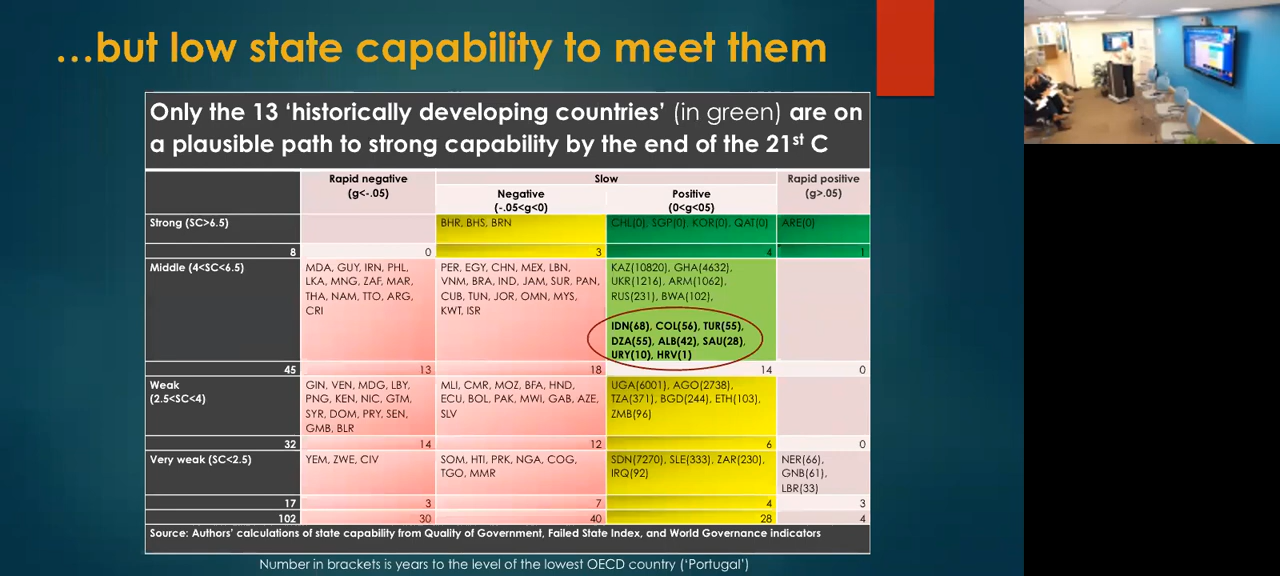 ...but low state capability to meet them
Only the 13 ‘historically developing countries’ (in green) are on
a plausible path to strong capability by the end of the 21st C
Rapid negative
(g<-.05)
Slow
Rapid positive
(g>.05)
Negative
(-.05<g<0)
Positive
(0<g<05)
Strong (SC>6.5)
BHR, BHS, BRN
CHL(0), SGP(0), KOR(0), QAT(0)
ARE(0)
8 0 3 4 1
Middle (4<SC<6.5)
MDA, GUY, IRN, PHL,
LKA, MNG, ZAF, MAR,
THA, NAM, TTO, ARG,
CRI
PER, EGY, CHN, MEX, LBN,
VNM, BRA, IND, JAM, SUR, PAN,
CUB, TUN, JOR, OMN, MYS,
KWT, ISR
KAZ(10820), GHA(4632),
UKR(1216), ARM(1062),
RUS(231), BWA(102),
IDN(68), COL(56), TUR(55),
DZA(55), ALB(42), SAU(28),
URY(10), HRV(1)
45 13 18 14 0
Weak
(2.5<SC<4)
GIN, VEN, MDG, LBY,
PNG, KEN, NIC, GTM,
SYR, DOM, PRY, SEN,
GMB, BLR
MLI, CMR, MOZ, BFA, HND,
ECU, BOL, PAK, MWI, GAB, AZE,
SLV
UGA(6001), AGO(2738),
TZA(371), BGD(244), ETH(103),
ZMB(96)
32 14 12 6 0
Very weak (SC<2.5)
YEM, ZWE, CIV
SOM, HTI, PRK, NGA, COG,
TGO, MMR
SDN(7270), SLE(333), ZAR(230),
IRQ(92)
NER(66),
GNB(61),
LBR(33)
17 3 7 4 3
102 30 40 28 4
Source: Authors’ calculations of state capability from Quality of Government, Failed State Index, and World Governance indicators
Number in brackets is years to the level of the lowest OECD country (‘Portugal’)